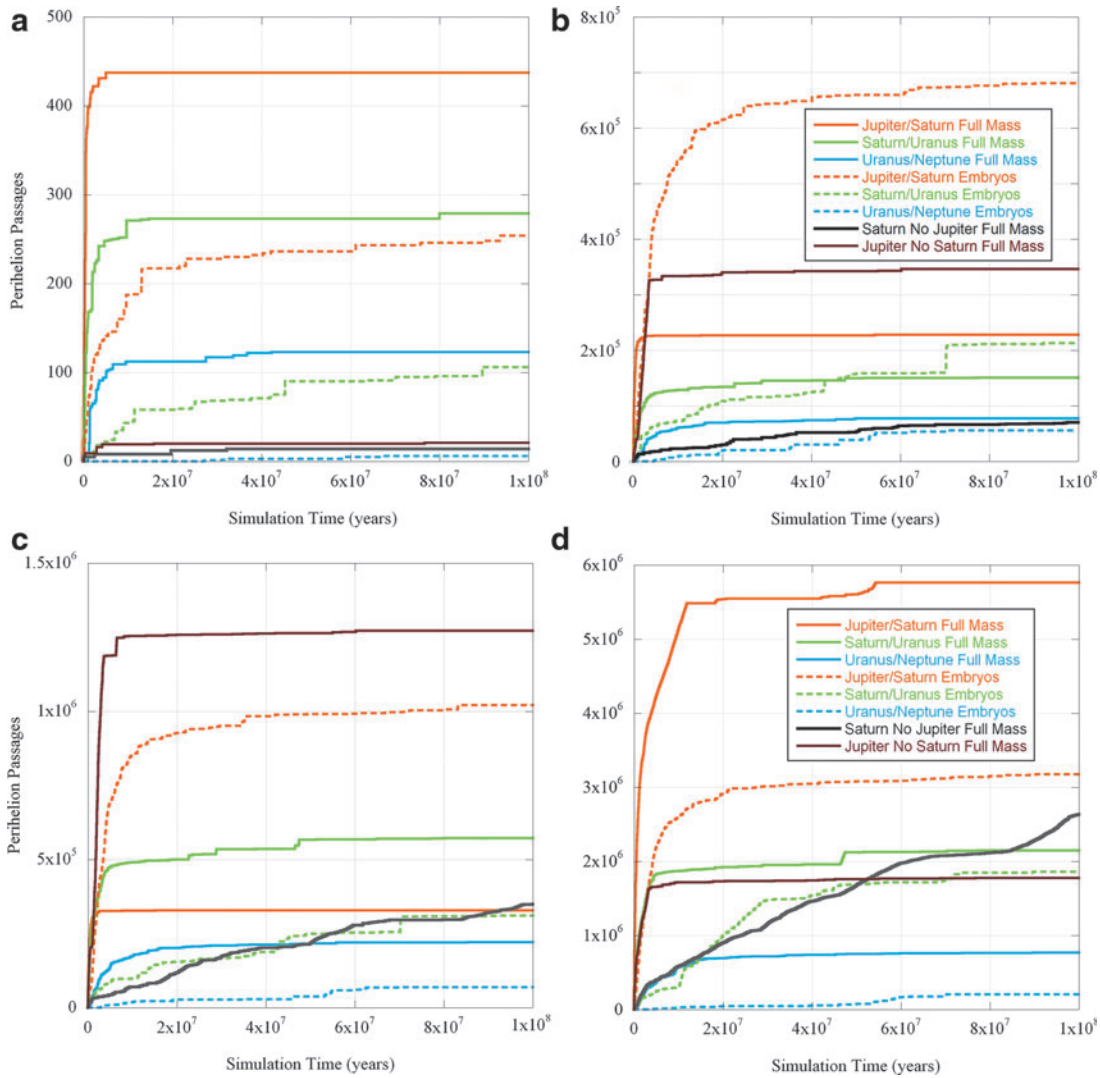 a
500
400
300
200
100
0
Perihelion Passages
0
2x10⁷
4x10⁷
6x10⁷
8x10⁷
1x10⁸
Simulation Time (years)
b
8x10⁵
6x10⁵
4x10⁵
2x10⁵
0
Jupiter/Saturn Full Mass
Saturn/Uranus Full Mass
Uranus/Neptune Full Mass
Jupiter/Saturn Embryos
Saturn/Uranus Embryos
Uranus/Neptune Embryos
Saturn No Jupiter Full Mass
Jupiter No Saturn Full Mass
0
2x10⁷
4x10⁷
6x10⁷
8x10⁷
1x10⁸
Simulation Time (years)
c
1.5x10⁶
1x10⁶
5x10⁵
0
Perihelion Passages
0
2x10⁷
4x10⁷
6x10⁷
8x10⁷
1x10⁸
Simulation Time (years)
d
6x10⁶
5x10⁶
4x10⁶
3x10⁶
2x10⁶
1x10⁶
0
Jupiter/Saturn Full Mass
Saturn/Uranus Full Mass
Uranus/Neptune Full Mass
Jupiter/Saturn Embryos
Saturn/Uranus Embryos
Uranus/Neptune Embryos
Saturn No Jupiter Full Mass
Jupiter No Saturn Full Mass
0
2x10⁷
4x10⁷
6x10⁷
8x10⁷
1x10⁸
Simulation Time (years)